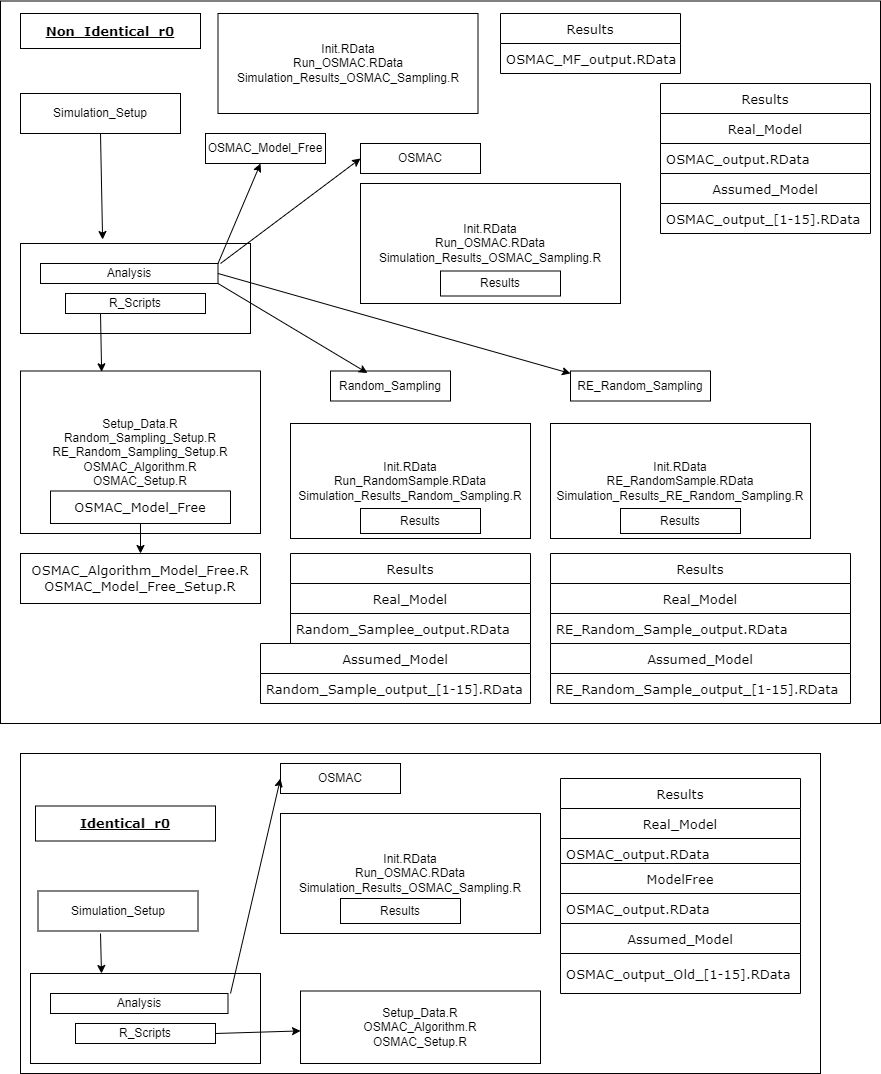 Non_Identical_r0
Init.RData
Run_OSMAC.RData
Simulation_Results_OSMAC_Sampling.R
Results
OSMAC_MF_output.RData
Simulation_Setup
OSMAC_Model_Free
OSMAC
Results
Real_Model
OSMAC_output.RData
Assumed_Model
OSMAC_output_[1-15].RData
Init.RData
Run_OSMAC.RData
Simulation_Results_OSMAC_Sampling.R
Results
Analysis
R_Scripts
Random_Sampling
RE_Random_Sampling
Setup_Data.R
Random_Sampling_Setup.R
RE_Random_Sampling_Setup.R
OSMAC_Algorithm.R
OSMAC_Setup.R
OSMAC_Model_Free
OSMAC_Algorithm_Model_Free.R
OSMAC_Model_Free_Setup.R
Init.RData
Run_RandomSample.RData
Simulation_Results_Random_Sampling.R
Results
Init.RData
RE_RandomSample.RData
Simulation_Results_RE_Random_Sampling.R
Results
Results
Real_Model
Random_Samplee_output.RData
Assumed_Model
Random_Sample_output_[1-15].RData
Results
Real_Model
RE_Random_Sample_output.RData
Assumed_Model
RE_Random_Sample_output_[1-15].RData
Identical_r0
OSMAC
Init.RData
Run_OSMAC.RData
Simulation_Results_OSMAC_Sampling.R
Results
Results
Real_Model
OSMAC_output.RData
ModelFree
OSMAC_output.RData
Assumed_Model
OSMAC_output_Old_[1-15].RData
Simulation_Setup
Analysis
R_Scripts
Setup_Data.R
OSMAC_Algorithm.R
OSMAC_Setup.R